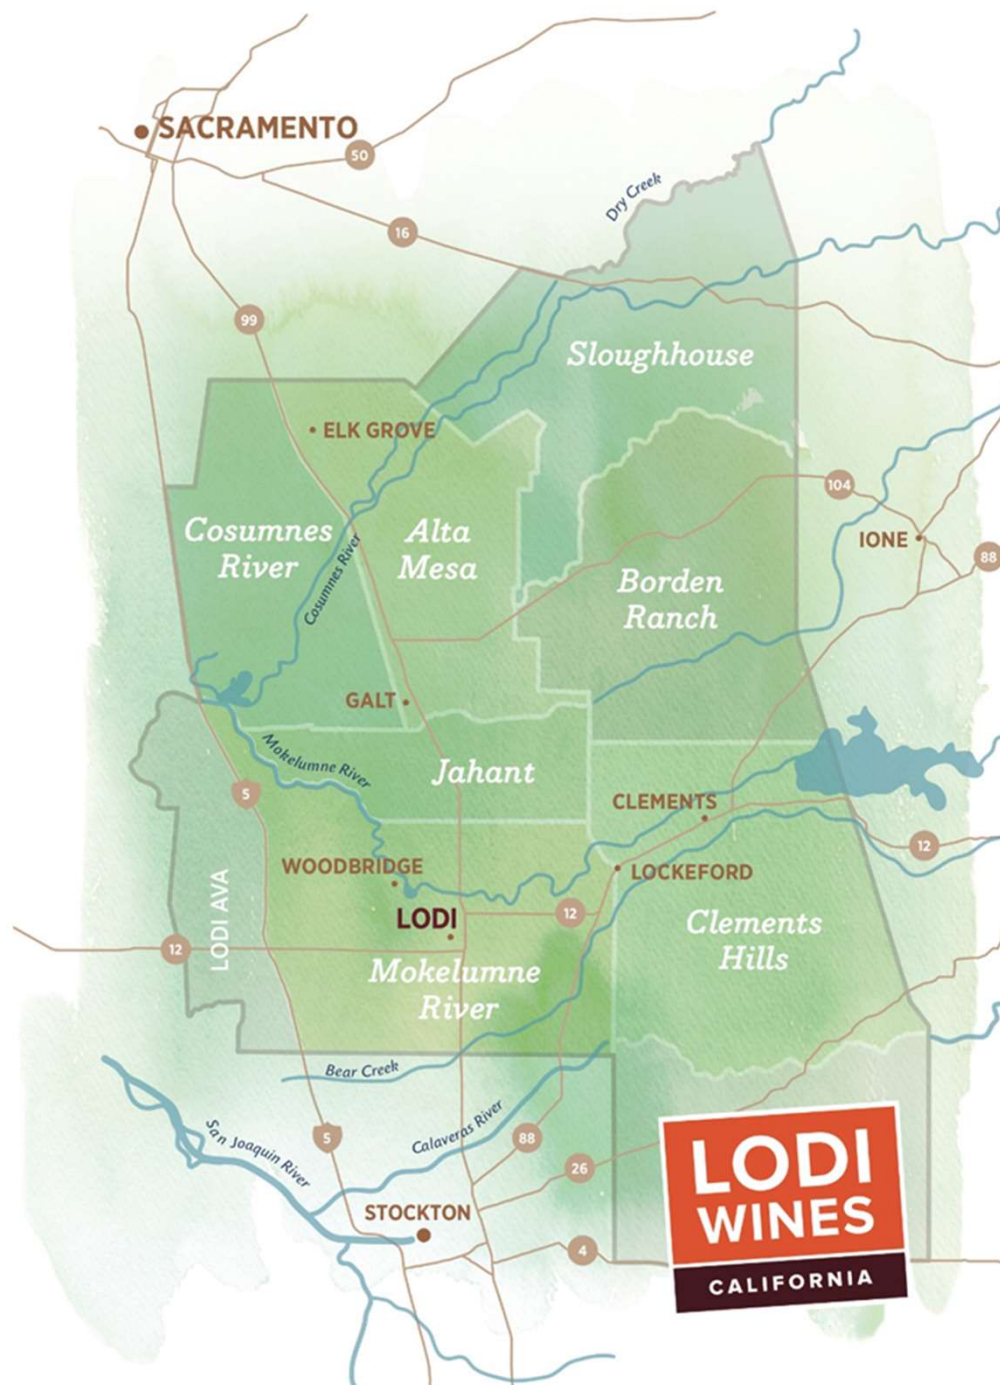 SACRAMENTO
50
Dry Creek
16
99
Sloughhouse
ELK GROVE
104
Cosumnes
River
Alta
Mesa
IONE
88
Cosumnes River
Borden
Ranch
GALT
Mokelumne River
Jahant
5
CLEMENTS
12
WOODBRIDGE
LOCKEFORD
LODI
12
LODI AVA
12
Clements
Hills
Mokelumne
River
Bear Creek
San Joaquin River
5
Calaveras River
88
26
STOCKTON
4
LODI
WINES
CALIFORNIA